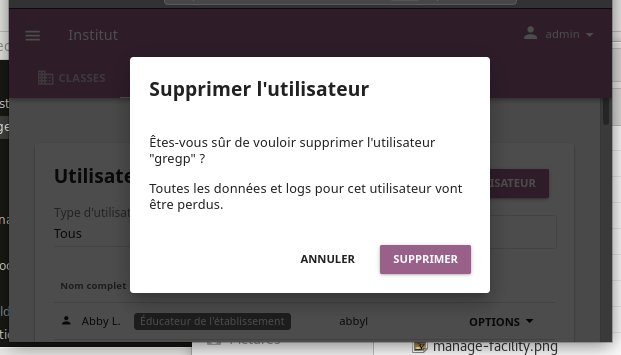 Institut
admin
CLASSES
Supprimer l'utilisateur
Êtes-vous sûr de vouloir supprimer l'utilisateur
"gregp" ?
Toutes les données et logs pour cet utilisateur vont
être perdus.
ANNULER
SUPPRIMER
Utilisate
ISATEUR
Type d'utilisat
Tous
Nom complet
Abby L.
Éducateur de l'établissement
abbyl
OPTIONS
manage-facility.png